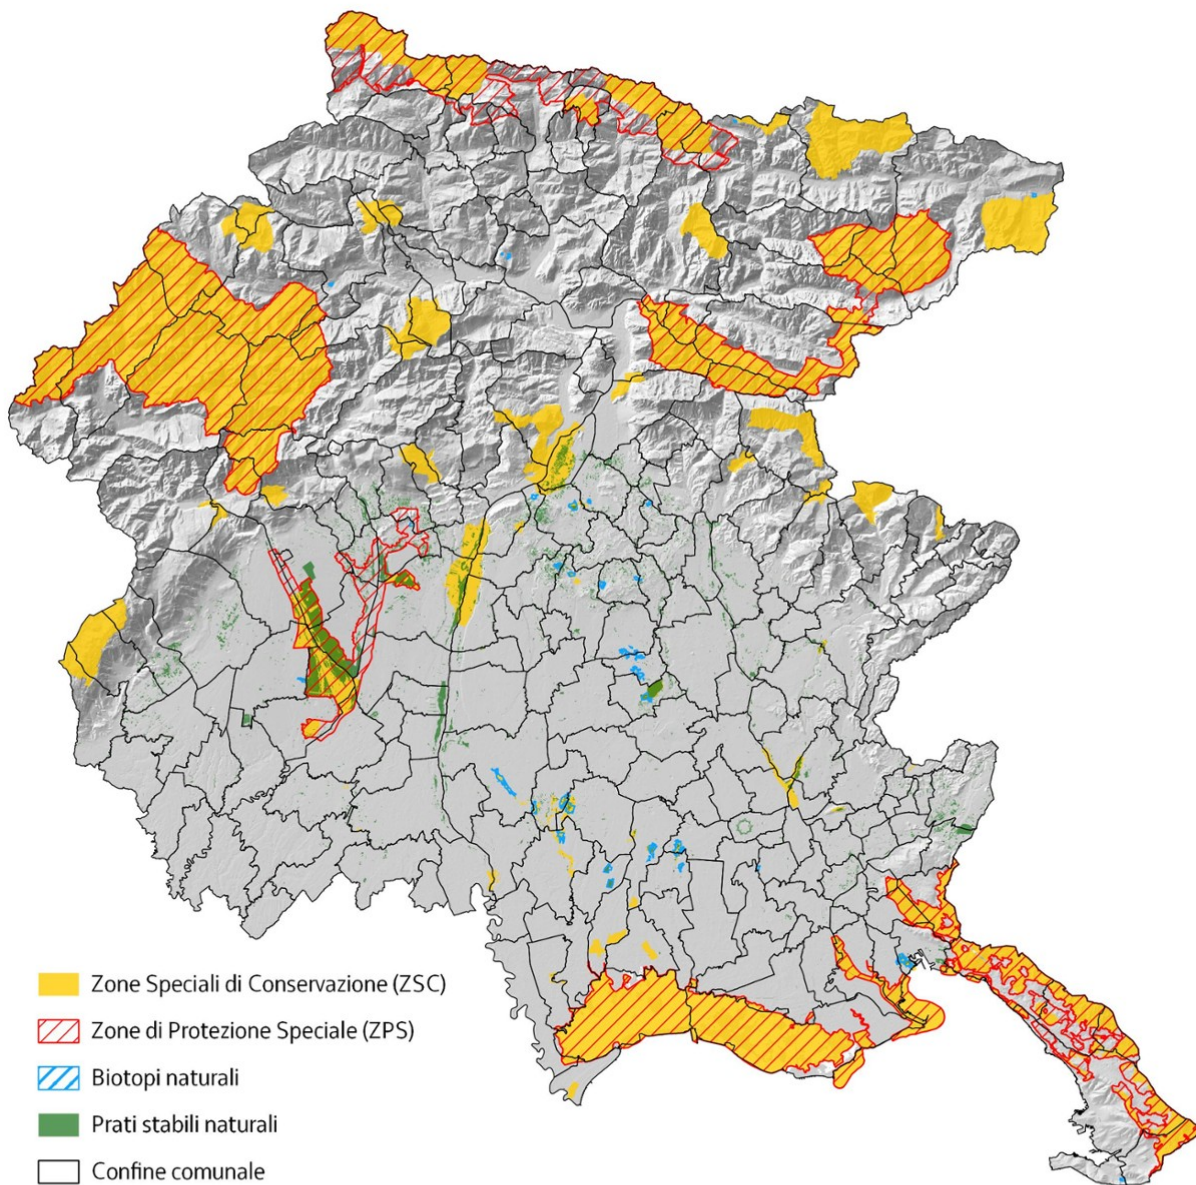 Zone Speciali di Conservazione (ZSC)
Zone di Protezione Speciale (ZPS)
Biotopi naturali
Prati stabili naturali
Confine comunale